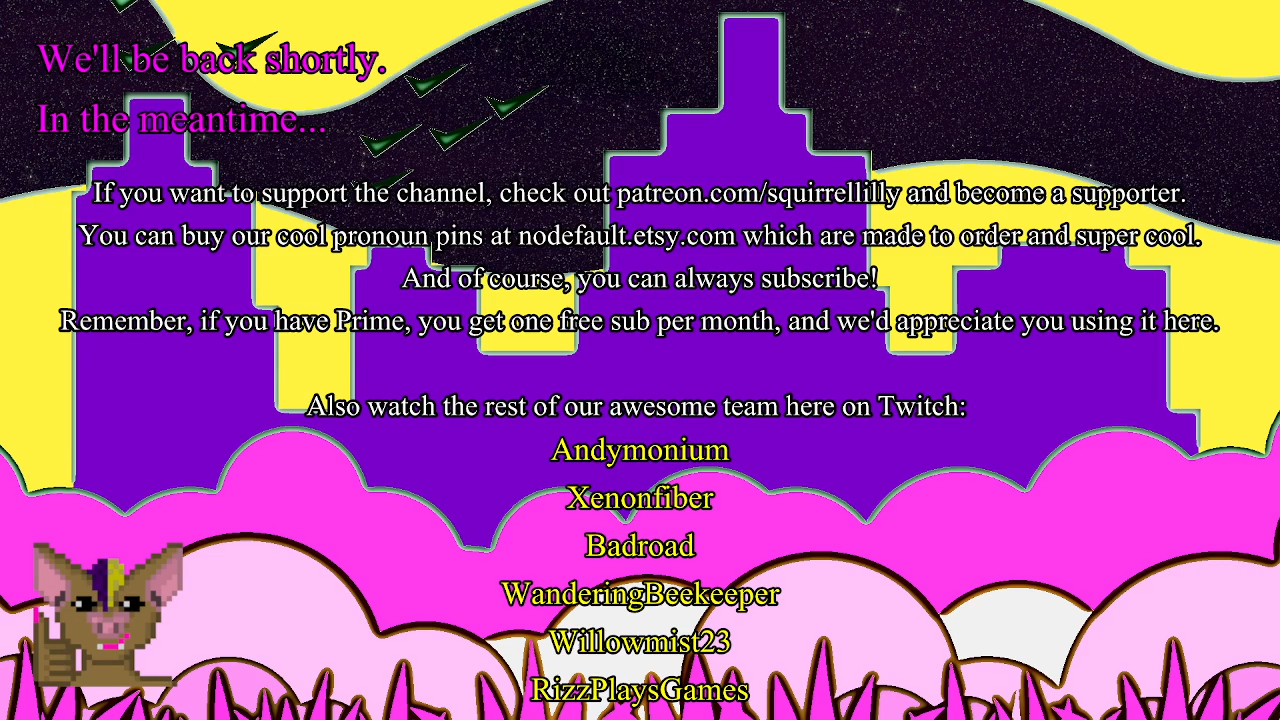 We'll be back shortly.
In the meantime...
If you want to support the channel, check out patreon.com/squirrellilly and become a supporter.
You can buy our cool pronoun pins at nodefault.etsy.com which are made to order and super cool.
And of course, you can always subscribe!
Remember, if you have Prime, you get one free sub per month, and we'd appreciate you using it here.
Also watch the rest of our awesome team here on Twitch:
Andymonium
Xenonfiber
Badroad
WanderingBeekeeper
Willowmist23
RizzPlaysGames